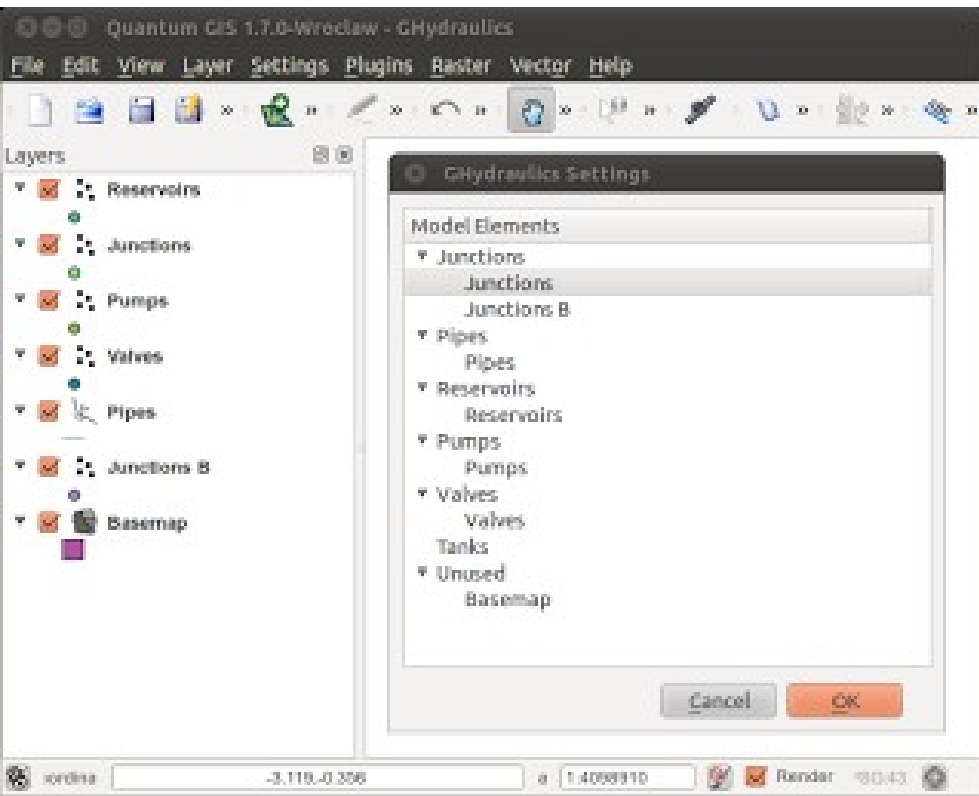 Quantum GIS 1.7.0-Wroclaw - GHydraulics
File Edit View Layer Settings Plugins Raster Vector Help
Layers
Reservoirs
Junctions
Pumps
Valves
Pipes
Junctions B
Basemap
GHydraulics Settings
Model Elements
Junctions
Junctions
Junctions B
Pipes
Pipes
Reservoirs
Reservoirs
Pumps
Pumps
Valves
Valves
Tanks
Unused
Basemap
Cancel OK
-3.119,-0.356 a 1:4098910 Render